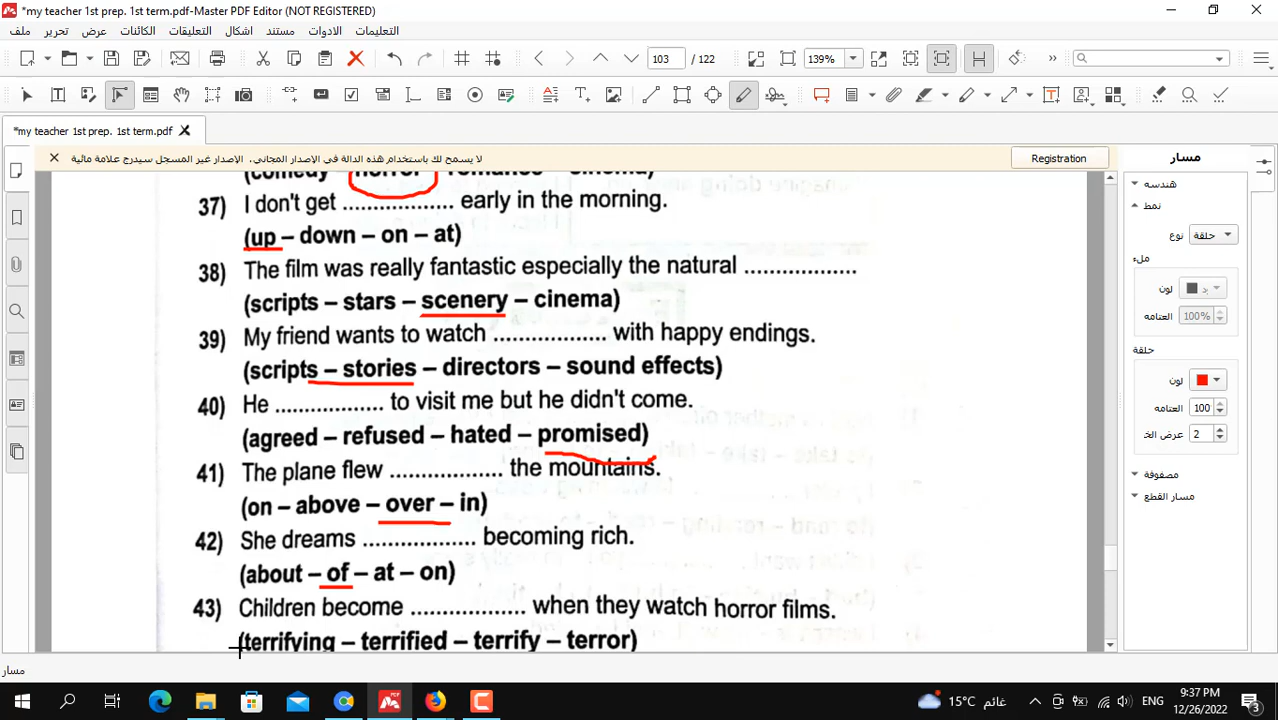 *my teacher 1st prep. 1st term.pdf-Master PDF Editor (NOT REGISTERED)
ملف تحرير عرض الكائنات التعليقات اشكال مستند الادوات التعليمات
103 / 122
139%
*my teacher 1st prep. 1st term.pdf
لا يسمح لك باستخدام هذه الدالة في الإصدار المجاني. الإصدار غير المسجل سيدرج علامة مائية
Registration
(comedy – horror – romance – cinema)
37) I don't get .................... early in the morning.
(up – down – on – at)
38) The film was really fantastic especially the natural ....................
(scripts – stars – scenery – cinema)
39) My friend wants to watch .................... with happy endings.
(scripts – stories – directors – sound effects)
40) He .................... to visit me but he didn't come.
(agreed – refused – hated – promised)
41) The plane flew .................... the mountains.
(on – above – over – in)
42) She dreams .................... becoming rich.
(about – of – at – on)
43) Children become .................... when they watch horror films.
(terrifying – terrified – terrify – terror)
مسار
هندسه
نمط
نوع
حلقة
ملء
لون
العتامه
100%
حلقة
لون
العتامه
100
عرض الخ
2
مصفوفة
مسار القطع
مسار
15°C غائم
ENG
9:37 PM
12/26/2022
3